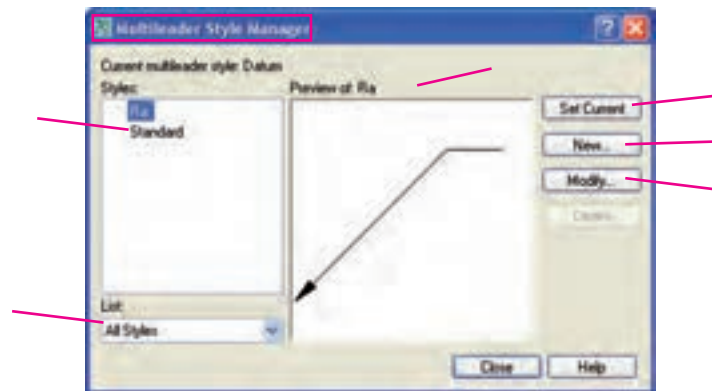 Multileader Style Manager
Current multileader style: Datum
Styles:
Preview of: Ra
Ra
Standard
Set Current
New...
Modify...
Delete
List:
All Styles
Close
Help